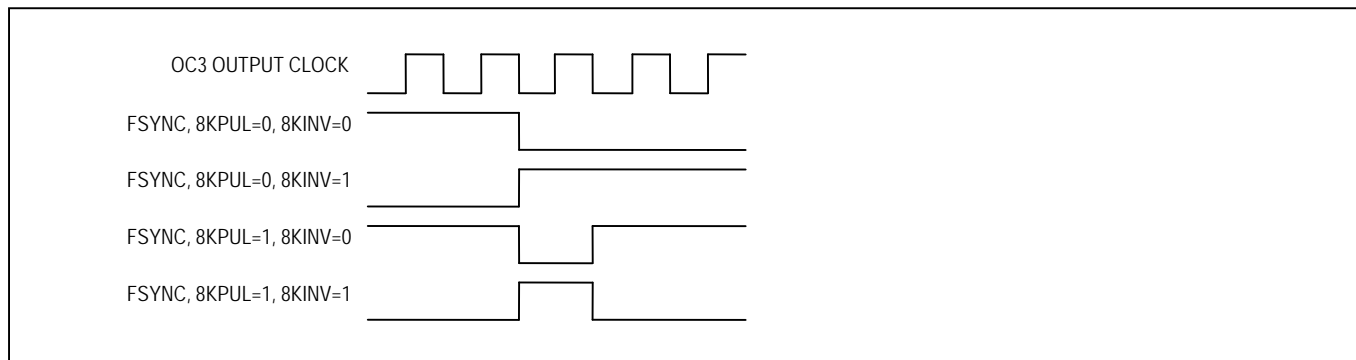 OC3 OUTPUT CLOCK
FSYNC, 8KPUL=0, 8KINV=0
FSYNC, 8KPUL=0, 8KINV=1
FSYNC, 8KPUL=1, 8KINV=0
FSYNC, 8KPUL=1, 8KINV=1